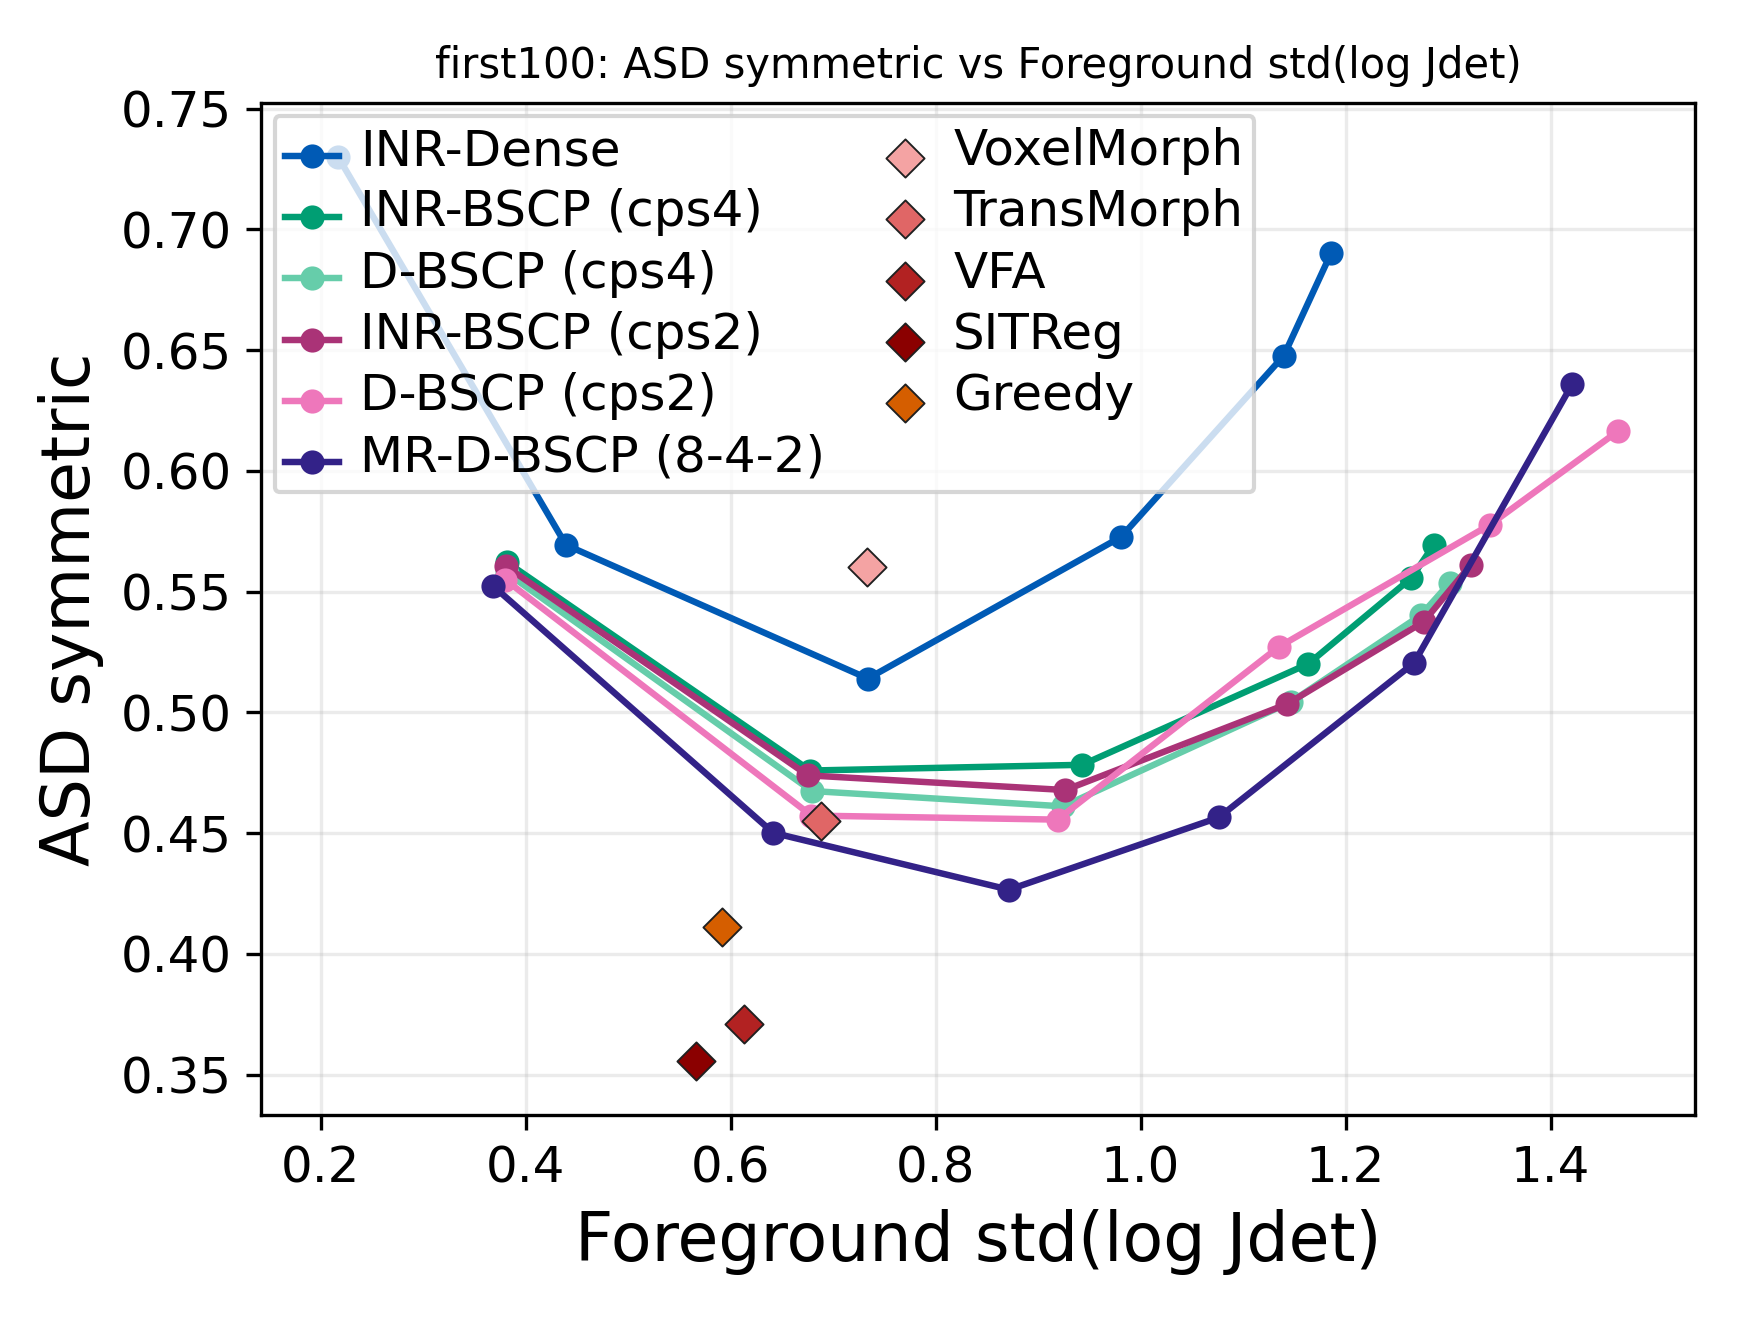 first100: ASD symmetric vs Foreground std(log Jdet)
ASD symmetric
0.75
0.70
0.65
0.60
0.55
0.50
0.45
0.40
0.35
INR-Dense
INR-BSCP (cps4)
D-BSCP (cps4)
INR-BSCP (cps2)
D-BSCP (cps2)
MR-D-BSCP (8-4-2)
VoxelMorph
TransMorph
VFA
SITReg
Greedy
0.2 0.4 0.6 0.8 1.0 1.2 1.4
Foreground std(log Jdet)